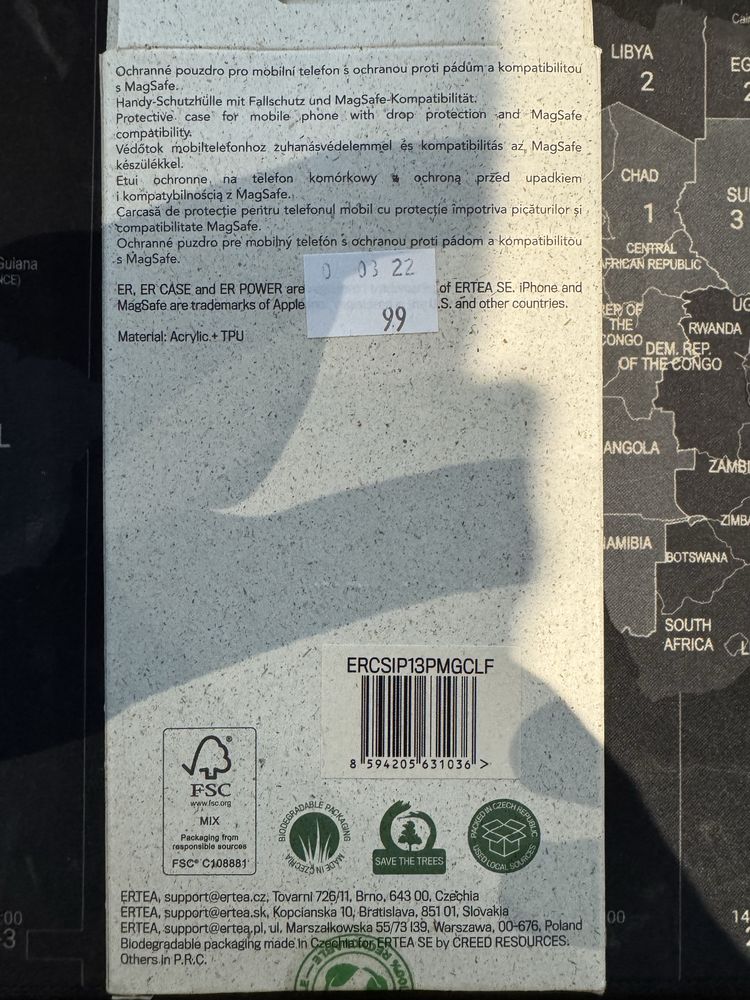 Ochranné pouzdro pro mobilní telefon s ochranou proti pádům a kompatibilitou
s MagSafe.
Handy-Schutzhülle mit Fallschutz und MagSafe-Kompatibilität.
Protective case for mobile phone with drop protection and MagSafe
compatibility.
Védőtok mobiltelefonhoz zuhanásvédelemmel és kompatibilitás az MagSafe
készülékkel.
Etui ochronne na telefon komórkowy z ochroną przed upadkiem
i kompatybilnością z MagSafe.
Carcasă de protecție pentru telefonul mobil cu protecție împotriva picăturilor și
compatibilitate MagSafe.
Ochranné puzdro pre mobilný telefón s ochranou proti pádom a kompatibilitou
s MagSafe.
03 22
99
ER, ER CASE and ER POWER are of ERTEA SE. iPhone and
MagSafe are trademarks of Apple .S. and other countries.
Material: Acrylic + TPU
ERCSIP13PMGCLF
8 594205 631036 >
FSC®
www.fsc.org
MIX
Packaging from
responsible sources
FSC® C108881
BIODEGRADABLE PACKAGING
MADE IN CZECHIA
SAVE THE TREES
PACKED IN CZECH REPUBLIC
USED LOCAL SOURCES
ERTEA, support@ertea.cz, Tovarni 726/11, Brno, 643 00, Czechia
ERTEA, support@ertea.sk, Kopcianska 10, Bratislava, 851 01, Slovakia
ERTEA, support@ertea.pl, ul. Marszalkowska 55/73 I39, Warszawa, 00-676, Poland
Biodegradable packaging made in Czechia for ERTEA SE by CREED RESOURCES.
Others in P.R.C.
100% RE
LIBYA
2
CHAD
1
3
CENTRAL
AFRICAN REPUBLIC
REP. OF
THE
CONGO
RWANDA
DEM. REP.
OF THE CONGO
ANGOLA
NAMIBIA
BOTSWANA
SOUTH
AFRICA